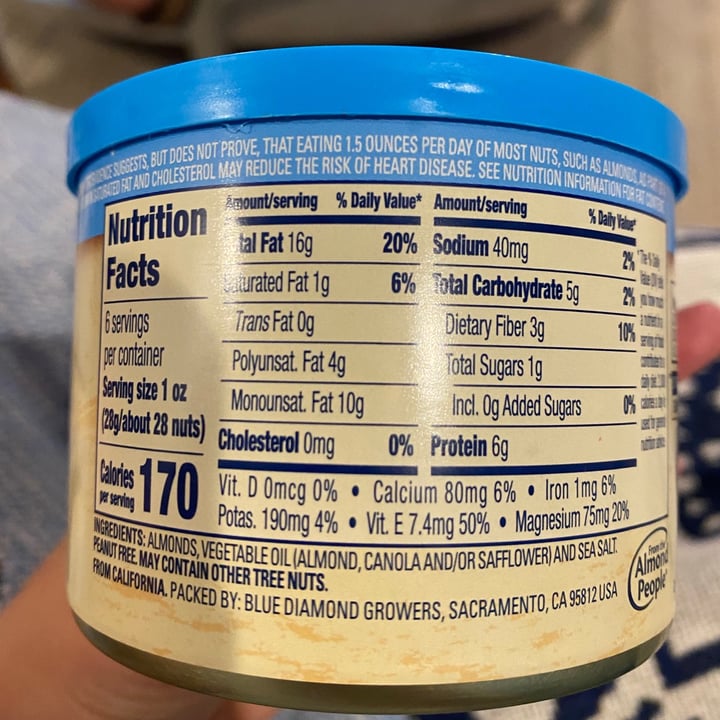 SUGGESTS, BUT DOES NOT PROVE, THAT EATING 1.5 OUNCES PER DAY OF MOST NUTS, SUCH AS ALMONDS, AS PART
FAT AND CHOLESTEROL MAY REDUCE THE RISK OF HEART DISEASE. SEE NUTRITION INFORMATION FOR FAT CONTENT
Nutrition
Facts
6 servings
per container
Serving size 1 oz
(28g/about 28 nuts)
Calories
per serving 170
Amount/serving % Daily Value*
tal Fat 16g 20%
aturated Fat 1g 6%
Trans Fat 0g
Polyunsat. Fat 4g
Monounsat. Fat 10g
Cholesterol 0mg 0%
Amount/serving % Daily Value*
Sodium 40mg 2%
Total Carbohydrate 5g 2%
Dietary Fiber 3g 10%
Total Sugars 1g
Incl. 0g Added Sugars 0%
Protein 6g
Vit. D 0mcg 0% • Calcium 80mg 6% • Iron 1mg 6%
Potas. 190mg 4% • Vit. E 7.4mg 50% • Magnesium 75mg 20%
INGREDIENTS: ALMONDS, VEGETABLE OIL (ALMOND, CANOLA AND/OR SAFFLOWER) AND SEA SALT.
PEANUT FREE. MAY CONTAIN OTHER TREE NUTS.
FROM CALIFORNIA. PACKED BY: BLUE DIAMOND GROWERS, SACRAMENTO, CA 95812 USA
From the
Almond
People